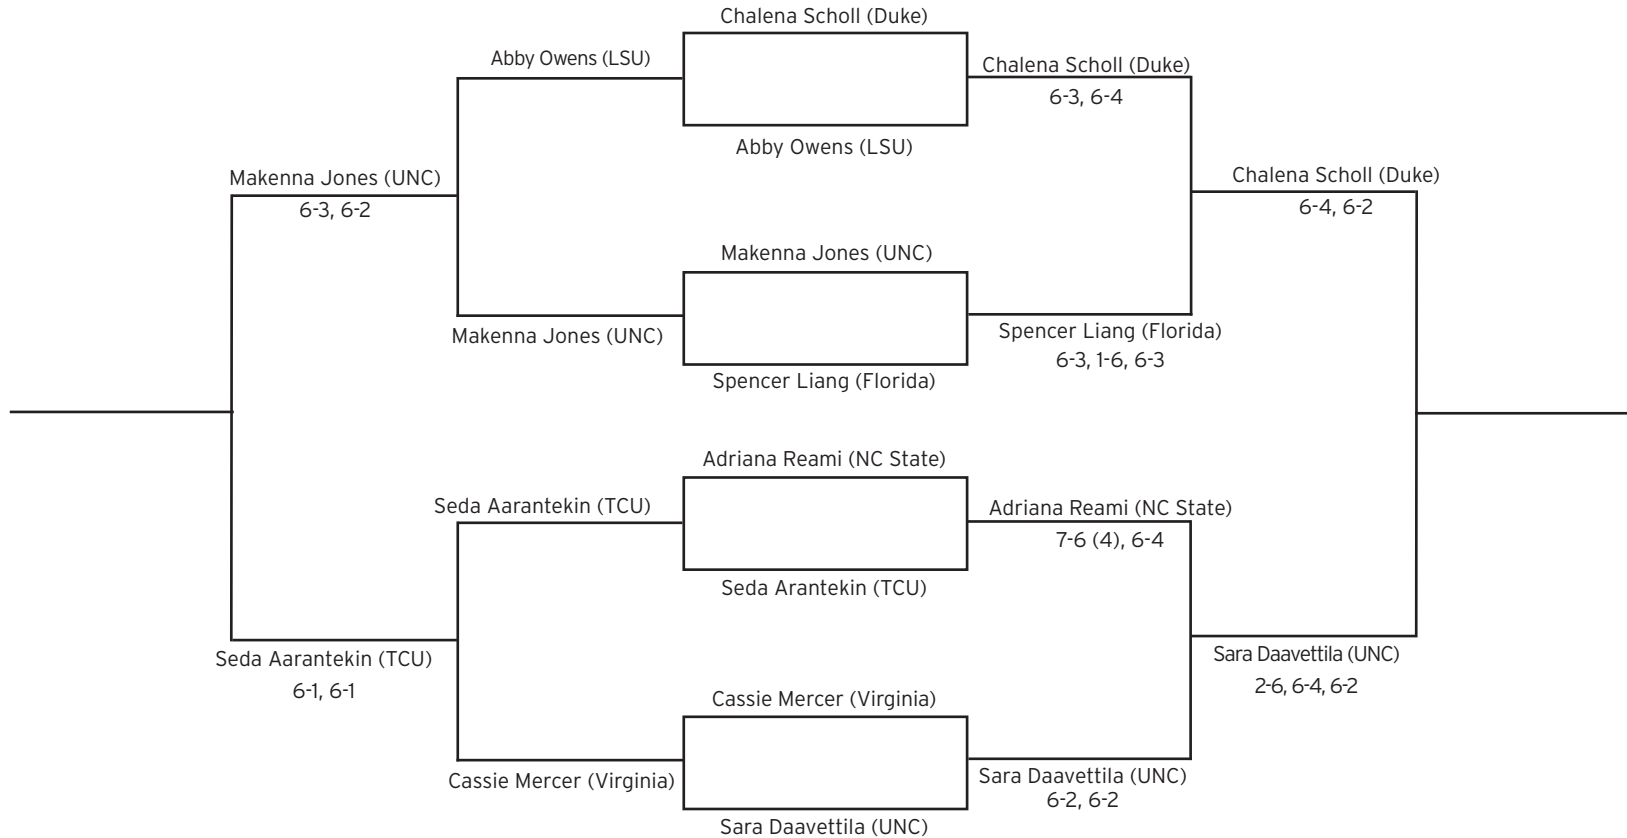 Chalena Scholl (Duke)
Abby Owens (LSU)
Chalena Scholl (Duke)
6-3, 6-4
Abby Owens (LSU)
Makenna Jones (UNC)
6-3, 6-2
Chalena Scholl (Duke)
6-4, 6-2
Makenna Jones (UNC)
Makenna Jones (UNC)
Spencer Liang (Florida)
6-3, 1-6, 6-3
Spencer Liang (Florida)
Adriana Reami (NC State)
Seda Aarantekin (TCU)
Adriana Reami (NC State)
7-6 (4), 6-4
Seda Arantekin (TCU)
Seda Aarantekin (TCU)
6-1, 6-1
Sara Daavettila (UNC)
2-6, 6-4, 6-2
Cassie Mercer (Virginia)
Cassie Mercer (Virginia)
Sara Daavettila (UNC)
6-2, 6-2
Sara Daavettila (UNC)